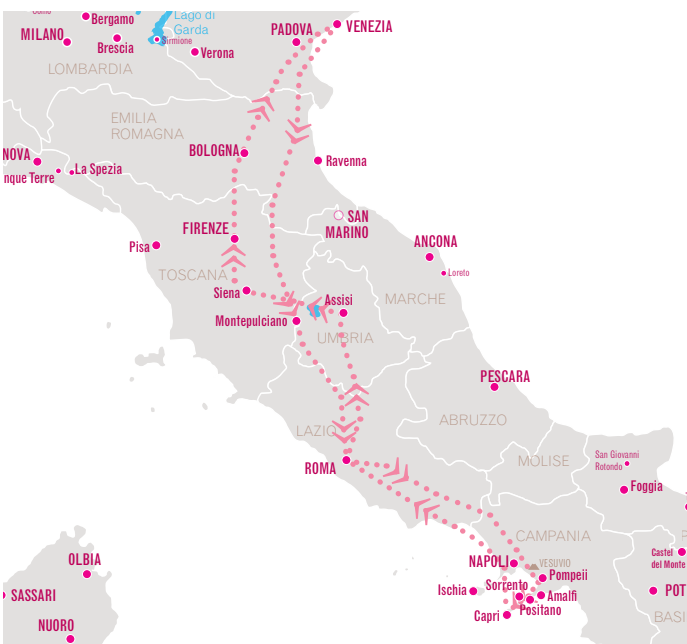 Bergamo
Lago di
Garda
MILANO
Brescia
Sirmione
Verona
PADOVA
VENEZIA
LOMBARDIA
EMILIA
ROMAGNA
NOVA
BOLOGNA
Ravenna
nque Terre
La Spezia
FIRENZE
SAN
MARINO
Pisa
ANCONA
TOSCANA
Loreto
Siena
Assisi
MARCHE
Montepulciano
UMBRIA
PESCARA
LAZIO
ABRUZZO
ROMA
MOLISE
San Giovanni
Rotondo
Foggia
CAMPANIA
OLBIA
NAPOLI
VESUVIO
Castel
del Monte
Pompeii
SASSARI
Ischia
Sorrento
Amalfi
POT
Positano
Capri
BASI
NUORO